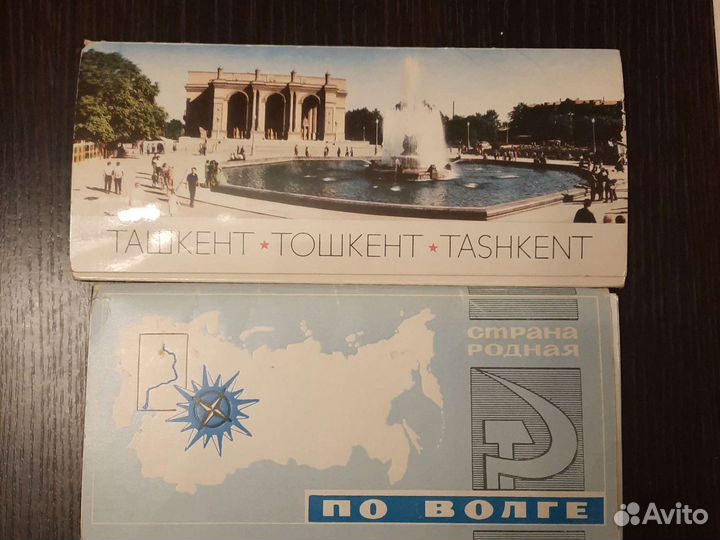 ТАШКЕНТ ★ ТОШКЕНТ ★ TASHKENT
СТРАНА
РОДНАЯ
ПО ВОЛГЕ
Avito